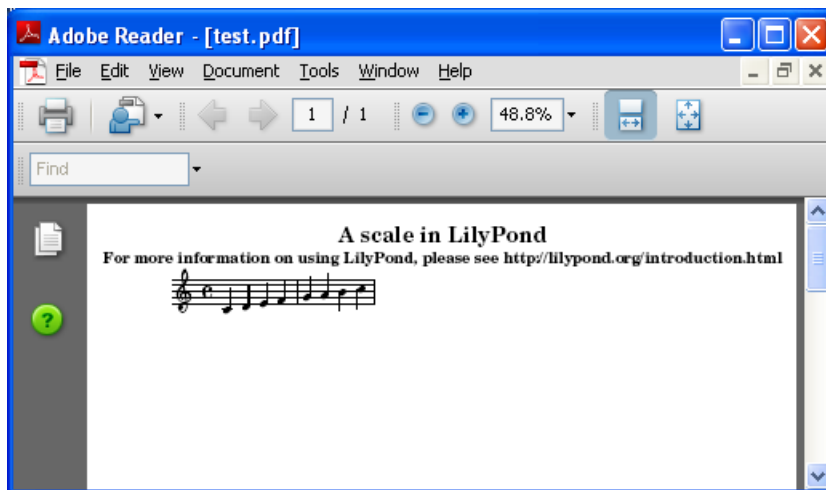 Adobe Reader - [test.pdf]
File Edit View Document Tools Window Help
1 / 1 48.8%
Find
A scale in LilyPond
For more information on using LilyPond, please see http://lilypond.org/introduction.html